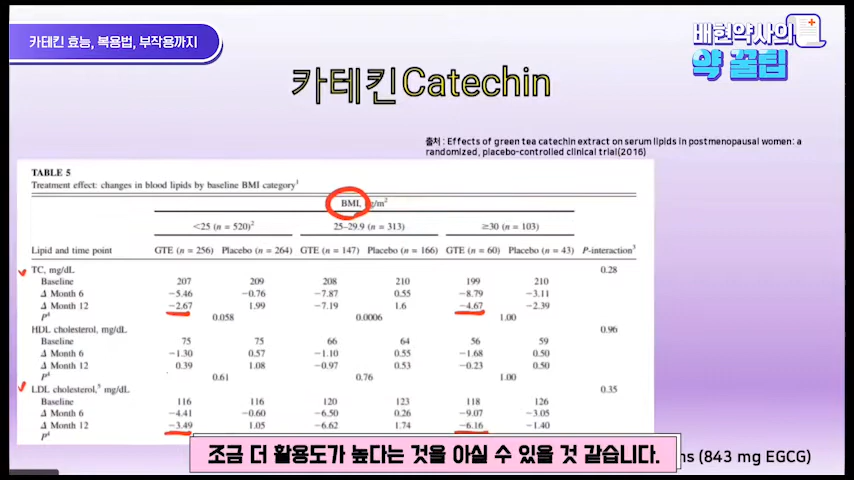 카테킨 효능, 복용법, 부작용까지
배현약사의
약 꿀팁
카테킨Catechin
출처 : Effects of green tea catechin extract on serum lipids in postmenopausal women: a
randomized, placebo-controlled clinical trial(2016)
TABLE 5
Treatment effect: changes in blood lipids by baseline BMI category¹
BMI, kg/m²
<25 (n = 520)² 25–29.9 (n = 313) ≥30 (n = 103)
Lipid and time point GTE (n = 256) Placebo (n = 264) GTE (n = 147) Placebo (n = 166) GTE (n = 60) Placebo (n = 43) P-interaction³
TC, mg/dL 0.28
Baseline 207 209 208 210 199 210
Δ Month 6 −5.46 −0.76 −7.87 0.55 −8.79 −3.11
Δ Month 12 −2.67 1.99 −7.19 1.6 −4.67 −2.39
P⁴ 0.058 0.0006 1.00
HDL cholesterol, mg/dL 0.96
Baseline 75 75 66 64 56 59
Δ Month 6 −1.30 0.57 −1.10 0.55 −1.68 0.50
Δ Month 12 0.39 1.08 −0.97 0.53 −0.23 0.50
P⁴ 0.61 0.76 1.00
LDL cholesterol,⁵ mg/dL 0.35
Baseline 116 116 120 123 118 126
Δ Month 6 −4.41 −0.60 −6.50 0.26 −9.07 −3.05
Δ Month 12 −3.49 1.05 −6.62 1.74 −6.16 −1.40
P⁴
조금 더 활용도가 높다는 것을 아실 수 있을 것 같습니다.
ns (843 mg EGCG)